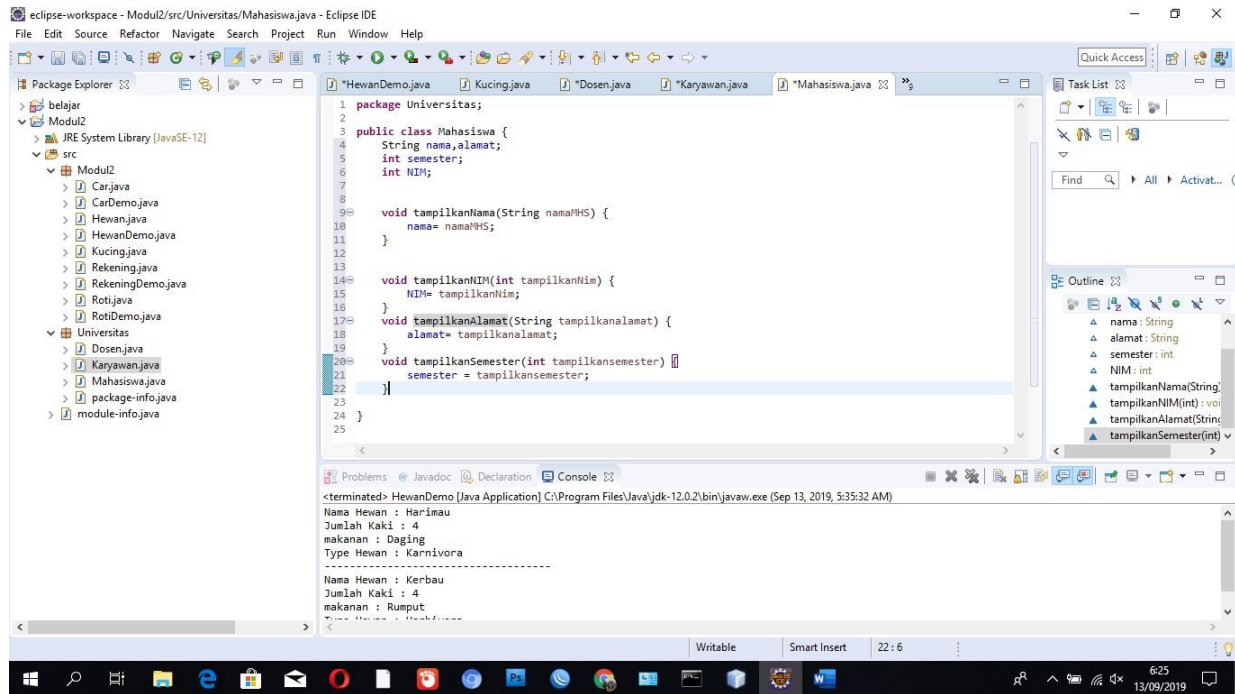 eclipse-workspace - Modul2/src/Universitas/Mahasiswa.java - Eclipse IDE
File Edit Source Refactor Navigate Search Project Run Window Help
Quick Access
Package Explorer
belajar
Modul2
JRE System Library [JavaSE-12]
src
Modul2
Car.java
CarDemo.java
Hewan.java
HewanDemo.java
Kucing.java
Rekening.java
RekeningDemo.java
Roti.java
RotiDemo.java
Universitas
Dosen.java
Karyawan.java
Mahasiswa.java
package-info.java
module-info.java
*HewanDemo.java Kucing.java *Dosen.java *Karyawan.java *Mahasiswa.java »9
1 package Universitas;
2
3 public class Mahasiswa {
4 String nama,alamat;
5 int semester;
6 int NIM;
7
8
9 void tampilkanNama(String namaMHS) {
10 nama= namaMHS;
11 }
12
13
14 void tampilkanNIM(int tampilkanNim) {
15 NIM= tampilkanNim;
16 }
17 void tampilkanAlamat(String tampilkanalamat) {
18 alamat= tampilkanalamat;
19 }
20 void tampilkanSemester(int tampilkansemester) {
21 semester = tampilkansemester;
22 }
23
24 }
25
Task List
Find All Activat...
Outline
nama : String
alamat : String
semester : int
NIM : int
tampilkanNama(String)
tampilkanNIM(int) : voi
tampilkanAlamat(String
tampilkanSemester(int)
Problems Javadoc Declaration Console
<terminated> HewanDemo [Java Application] C:\Program Files\Java\jdk-12.0.2\bin\javaw.exe (Sep 13, 2019, 5:35:32 AM)
Nama Hewan : Harimau
Jumlah Kaki : 4
makanan : Daging
Type Hewan : Karnivora
------------------------------------
Nama Hewan : Kerbau
Jumlah Kaki : 4
makanan : Rumput
Writable Smart Insert 22 : 6
6:25
13/09/2019